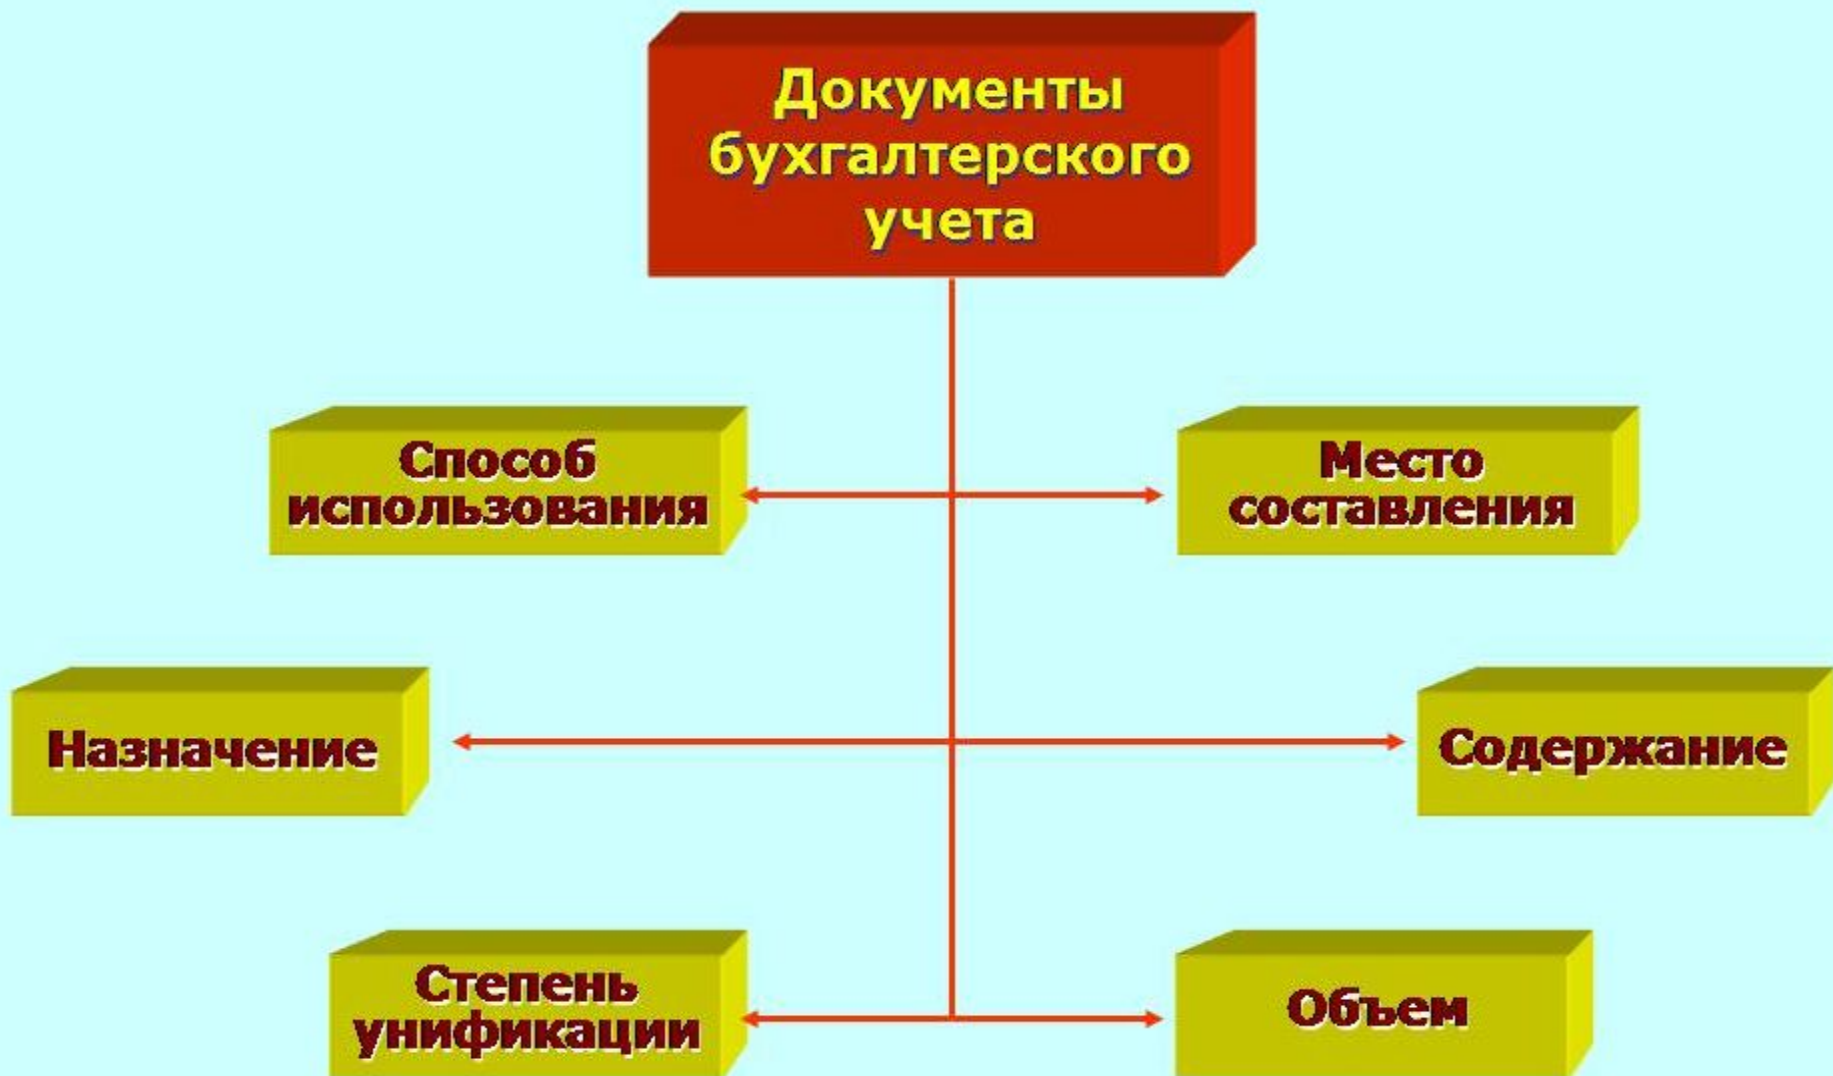 Документы
бухгалтерского
учета
Способ
использования
Место
составления
Назначение
Содержание
Степень
унификации
Объем